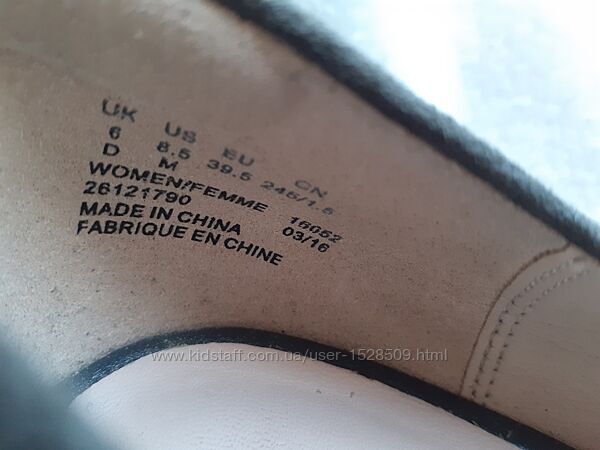 UK US EU CN
6 8.5 39.5 245/1.5
D M
WOMEN/FEMME 16052
26121790 03/16
MADE IN CHINA
FABRIQUE EN CHINE
www.kidstaff.com.ua/user-1528509.html